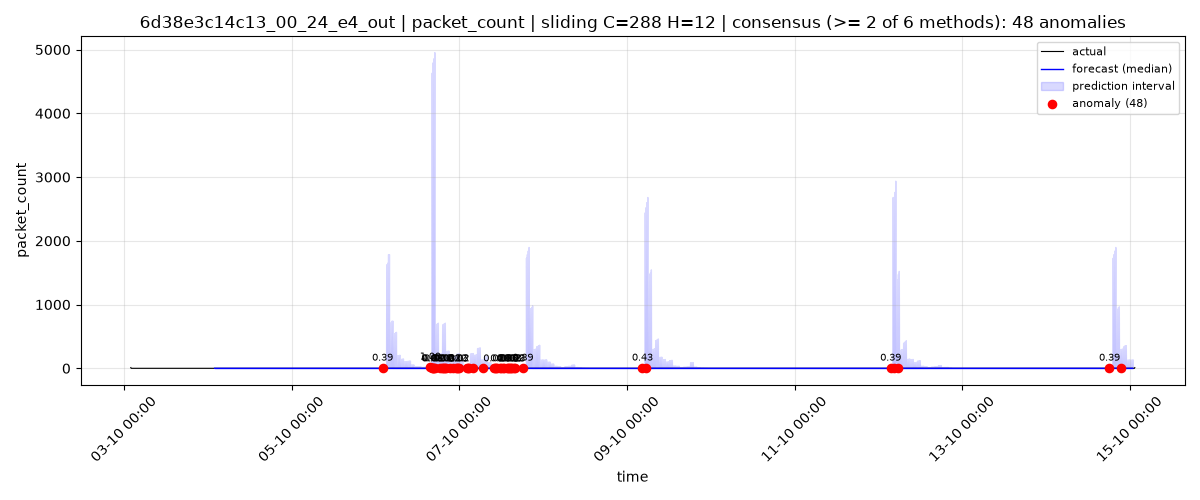 6d38e3c14c13_00_24_e4_out | packet_count | sliding C=288 H=12 | consensus (>= 2 of 6 methods): 48 anomalies
actual
forecast (median)
prediction interval
anomaly (48)
packet_count
5000
4000
3000
2000
1000
0
0.39
0.43
0.39
0.39
03-10 00:00
05-10 00:00
07-10 00:00
09-10 00:00
11-10 00:00
13-10 00:00
15-10 00:00
time